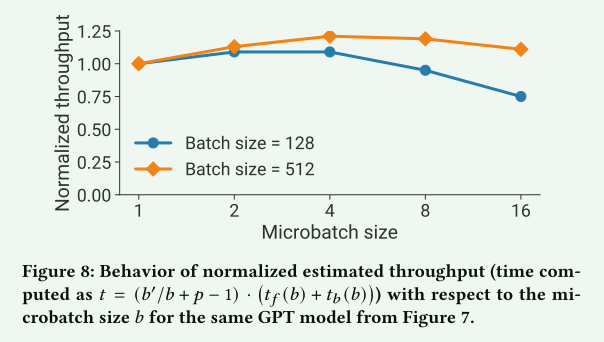 Normalized throughput
1.25
1.00
0.75
0.50
0.25
0.00
Batch size = 128
Batch size = 512
1 2 4 8 16
Microbatch size
Figure 8: Behavior of normalized estimated throughput (time com-
puted as t = (b′/b + p − 1) · (t_f(b) + t_b(b))) with respect to the mi-
crobatch size b for the same GPT model from Figure 7.